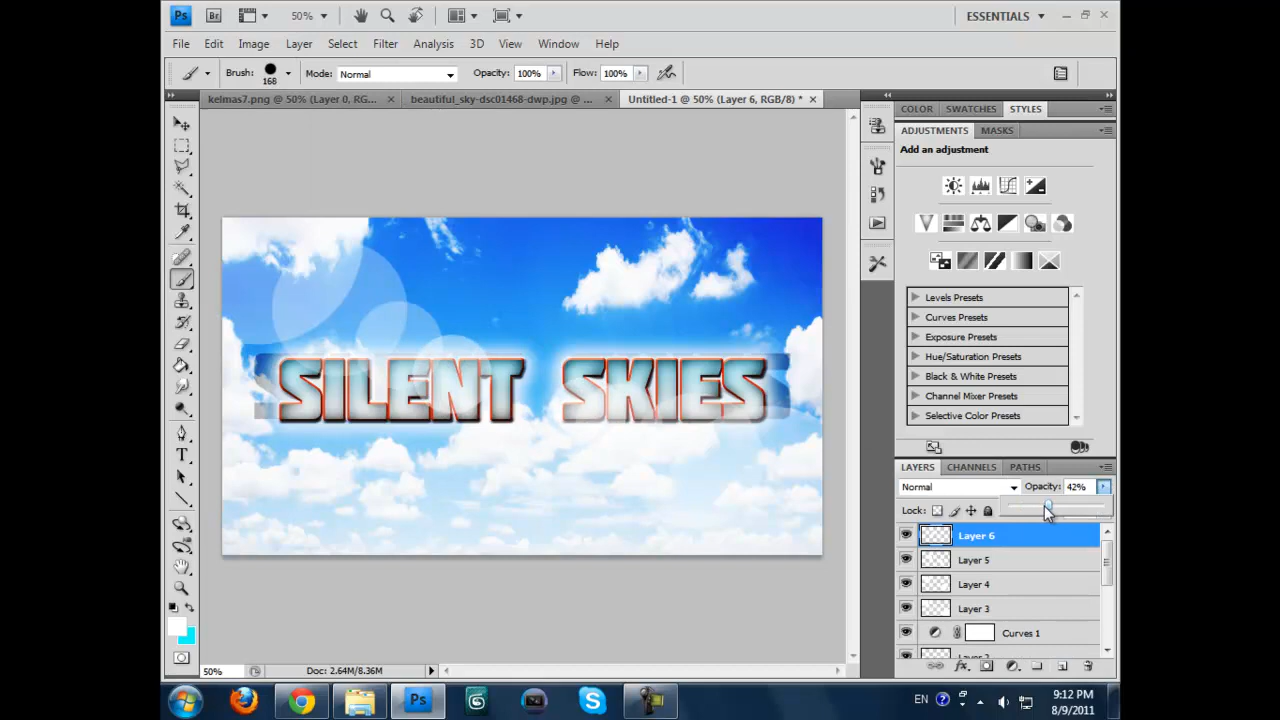 Ps Br 50% ESSENTIALS
File Edit Image Layer Select Filter Analysis 3D View Window Help
Brush: 168 Mode: Normal Opacity: 100% Flow: 100%
kelmas7.png @ 50% (Layer 0, RG... beautiful_sky-dsc01468-dwp.jpg @ ... Untitled-1 @ 50% (Layer 6, RGB/8) *
COLOR SWATCHES STYLES
ADJUSTMENTS MASKS
Add an adjustment
SILENT SKIES
Levels Presets
Curves Presets
Exposure Presets
Hue/Saturation Presets
Black & White Presets
Channel Mixer Presets
Selective Color Presets
LAYERS CHANNELS PATHS
Normal Opacity: 42%
Lock:
Layer 6
Layer 5
Layer 4
Layer 3
Curves 1
50% Doc: 2.64M/8.36M
Ps EN 9:12 PM
8/9/2011